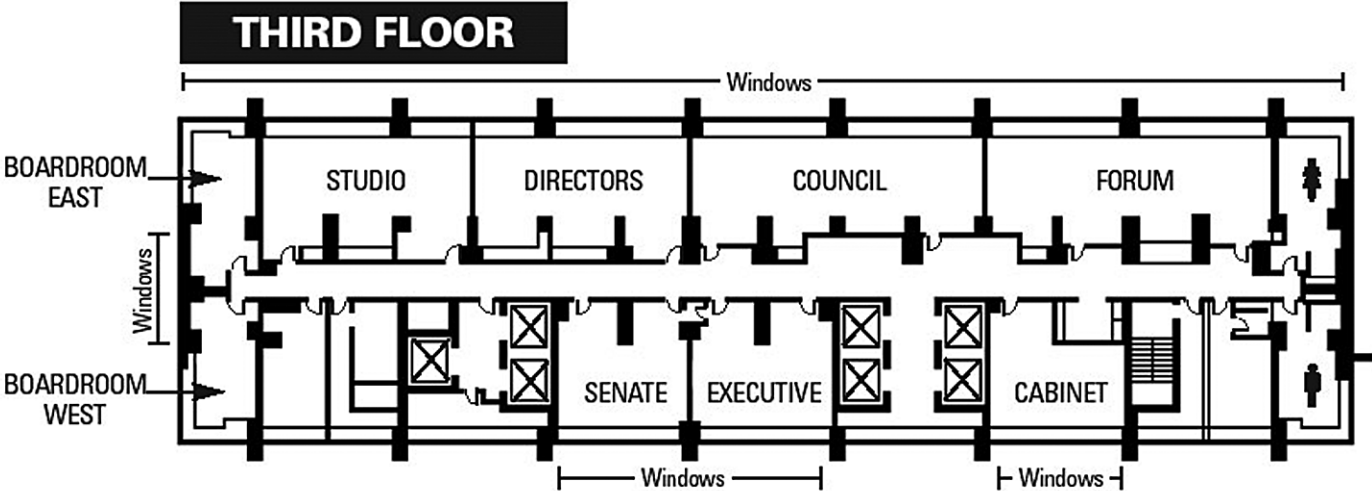 THIRD FLOOR
Windows
BOARDROOM
EAST
STUDIO
DIRECTORS
COUNCIL
FORUM
Windows
BOARDROOM
WEST
SENATE
EXECUTIVE
CABINET
Windows
Windows